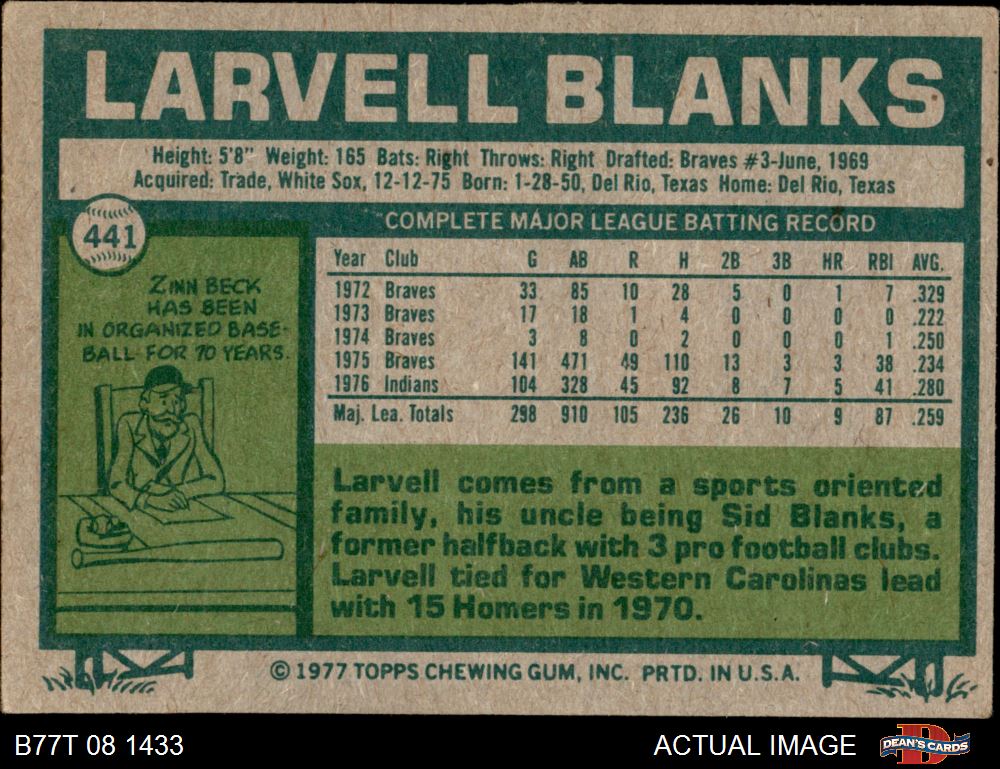 LARVELL BLANKS
Height: 5'8" Weight: 165 Bats: Right Throws: Right Drafted: Braves #3-June, 1969
Acquired: Trade, White Sox, 12-12-75 Born: 1-28-50, Del Rio, Texas Home: Del Rio, Texas
441
ZINN BECK
HAS BEEN
IN ORGANIZED BASE-
BALL FOR 70 YEARS.
COMPLETE MAJOR LEAGUE BATTING RECORD
Year Club G AB R H 2B 3B HR RBI AVG.
1972 Braves 33 85 10 28 5 0 1 7 .329
1973 Braves 17 18 1 4 0 0 0 0 .222
1974 Braves 3 8 0 2 0 0 0 1 .250
1975 Braves 141 471 49 110 13 3 3 38 .234
1976 Indians 104 328 45 92 8 7 5 41 .280
Maj. Lea. Totals 298 910 105 236 26 10 9 87 .259
Larvell comes from a sports oriented
family, his uncle being Sid Blanks, a
former halfback with 3 pro football clubs.
Larvell tied for Western Carolinas lead
with 15 Homers in 1970.
© 1977 TOPPS CHEWING GUM, INC. PRTD. IN U.S.A.
B77T 08 1433
ACTUAL IMAGE
DEAN'S CARDS